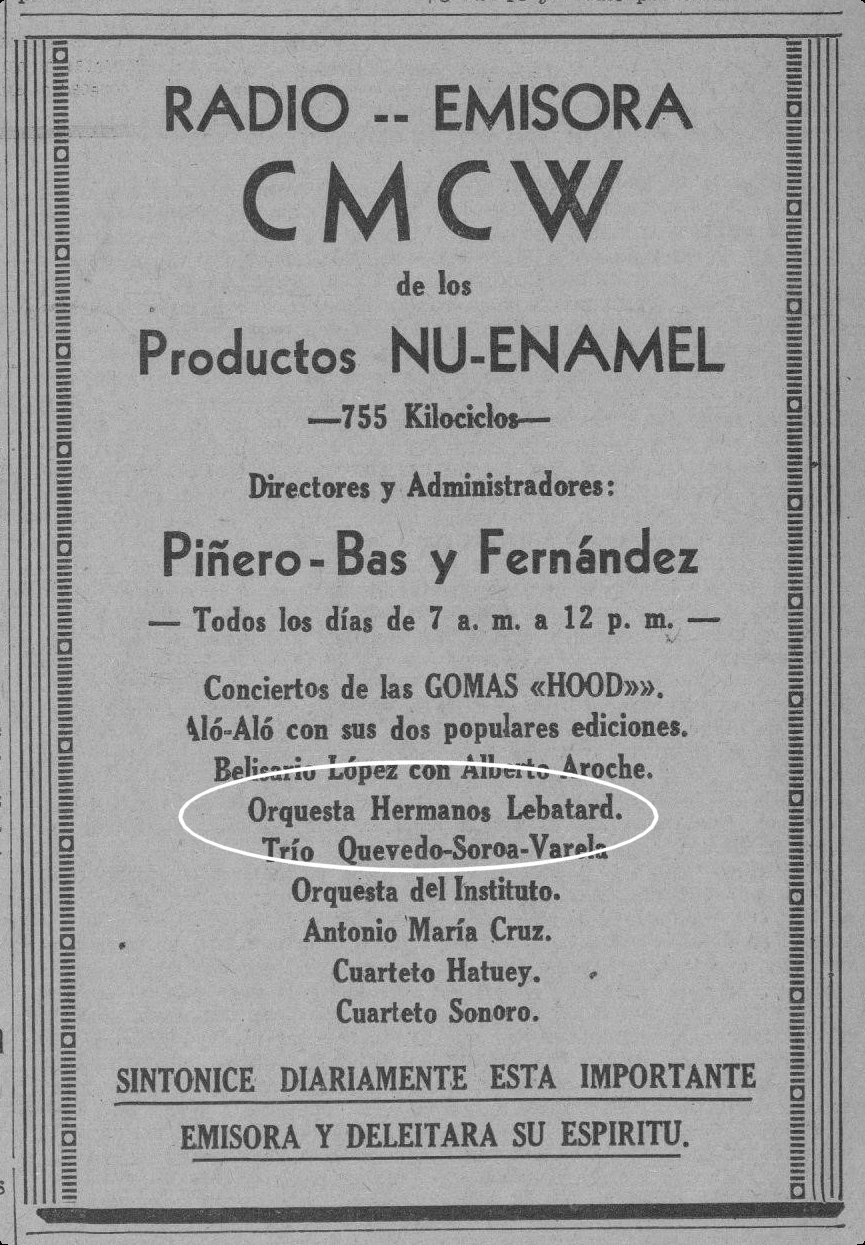 RADIO -- EMISORA
CMCW
de los
Productos NU-ENAMEL
—755 Kilociclos—
Directores y Administradores:
Piñero - Bas y Fernández
— Todos los días de 7 a. m. a 12 p. m. —
Conciertos de las GOMAS «HOOD»».
Aló-Aló con sus dos populares ediciones.
Belisario López con Alberto Aroche.
Orquesta Hermanos Lebatard.
Trío Quevedo-Soroa-Varela
Orquesta del Instituto.
Antonio María Cruz.
Cuarteto Hatuey.
Cuarteto Sonoro.
SINTONICE DIARIAMENTE ESTA IMPORTANTE
EMISORA Y DELEITARA SU ESPIRITU.